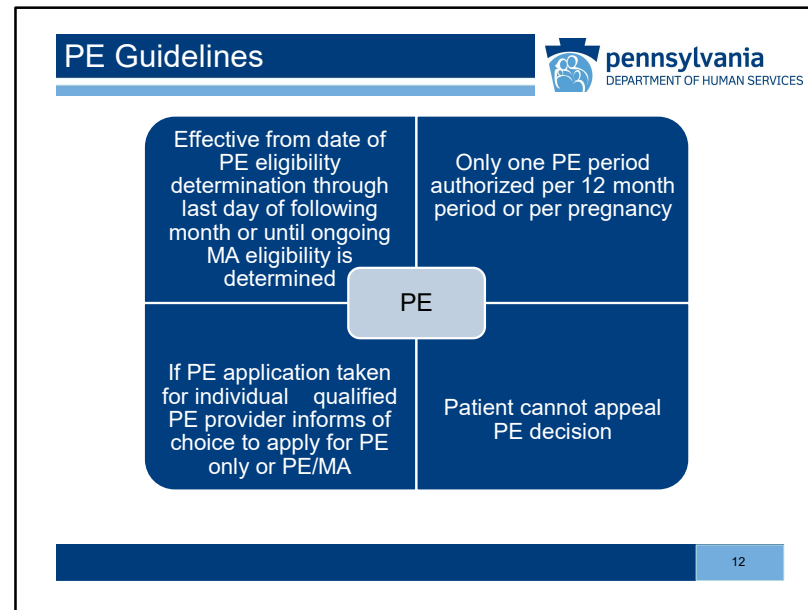 PE Guidelines
pennsylvania
DEPARTMENT OF HUMAN SERVICES
Effective from date of
PE eligibility
determination through
last day of following
month or until ongoing
MA eligibility is
determined
Only one PE period
authorized per 12 month
period or per pregnancy
PE
If PE application taken
for individual qualified
PE provider informs of
choice to apply for PE
only or PE/MA
Patient cannot appeal
PE decision
12